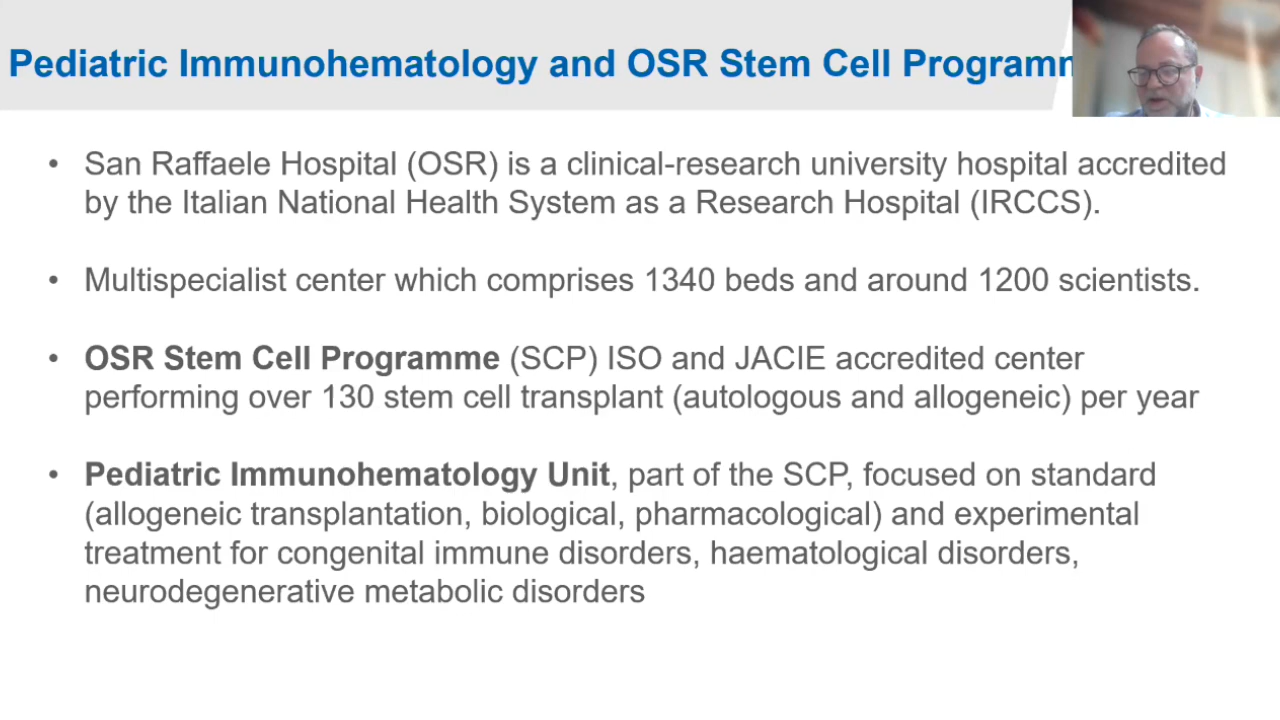 Pediatric Immunohematology and OSR Stem Cell Program
• San Raffaele Hospital (OSR) is a clinical-research university hospital accredited
by the Italian National Health System as a Research Hospital (IRCCS).
• Multispecialist center which comprises 1340 beds and around 1200 scientists.
• OSR Stem Cell Programme (SCP) ISO and JACIE accredited center
performing over 130 stem cell transplant (autologous and allogeneic) per year
• Pediatric Immunohematology Unit, part of the SCP, focused on standard
(allogeneic transplantation, biological, pharmacological) and experimental
treatment for congenital immune disorders, haematological disorders,
neurodegenerative metabolic disorders